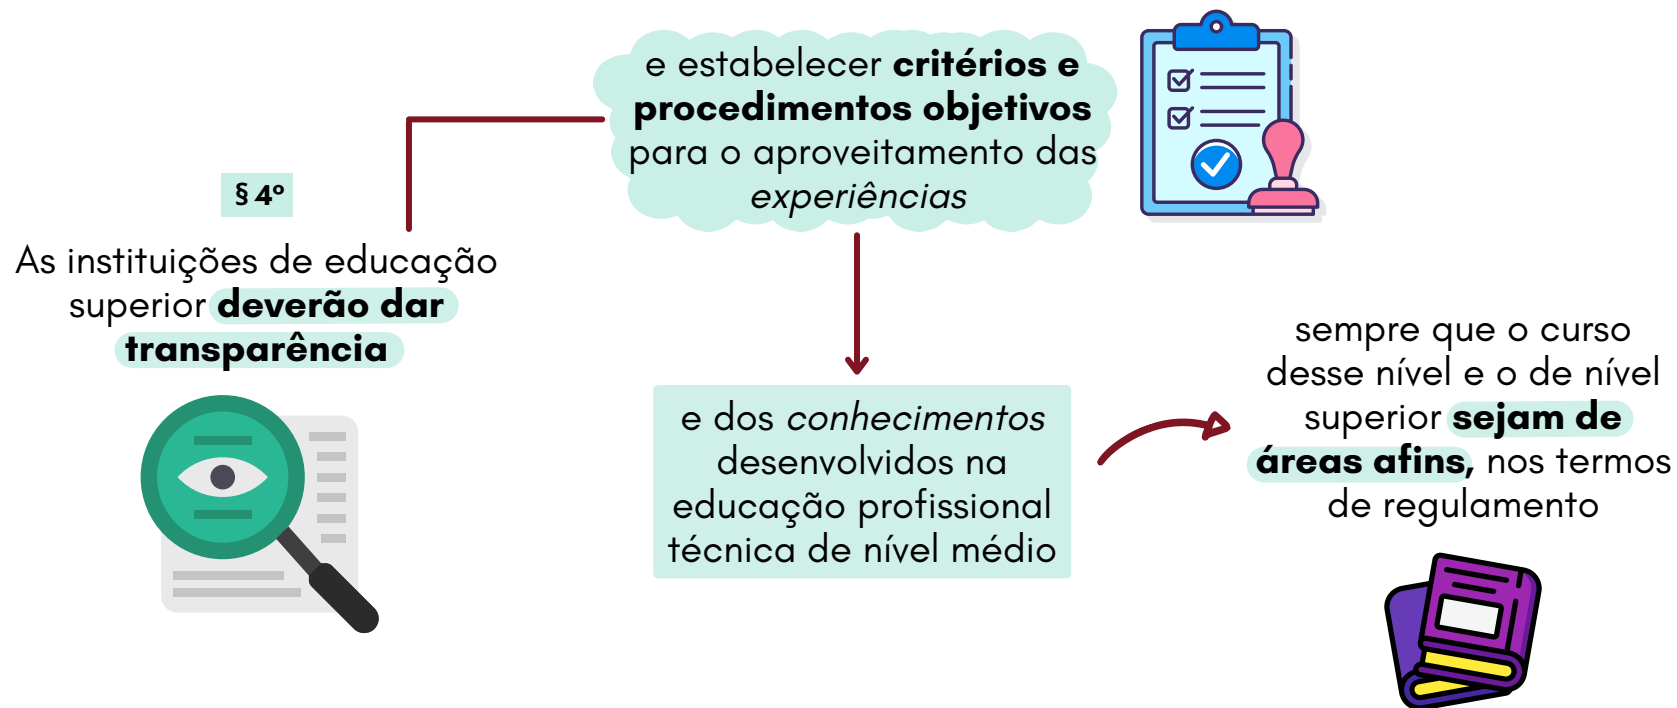 § 4º
As instituições de educação
superior deverão dar
transparência
e estabelecer critérios e
procedimentos objetivos
para o aproveitamento das
experiências
e dos conhecimentos
desenvolvidos na
educação profissional
técnica de nível médio
sempre que o curso
desse nível e o de nível
superior sejam de
áreas afins, nos termos
de regulamento